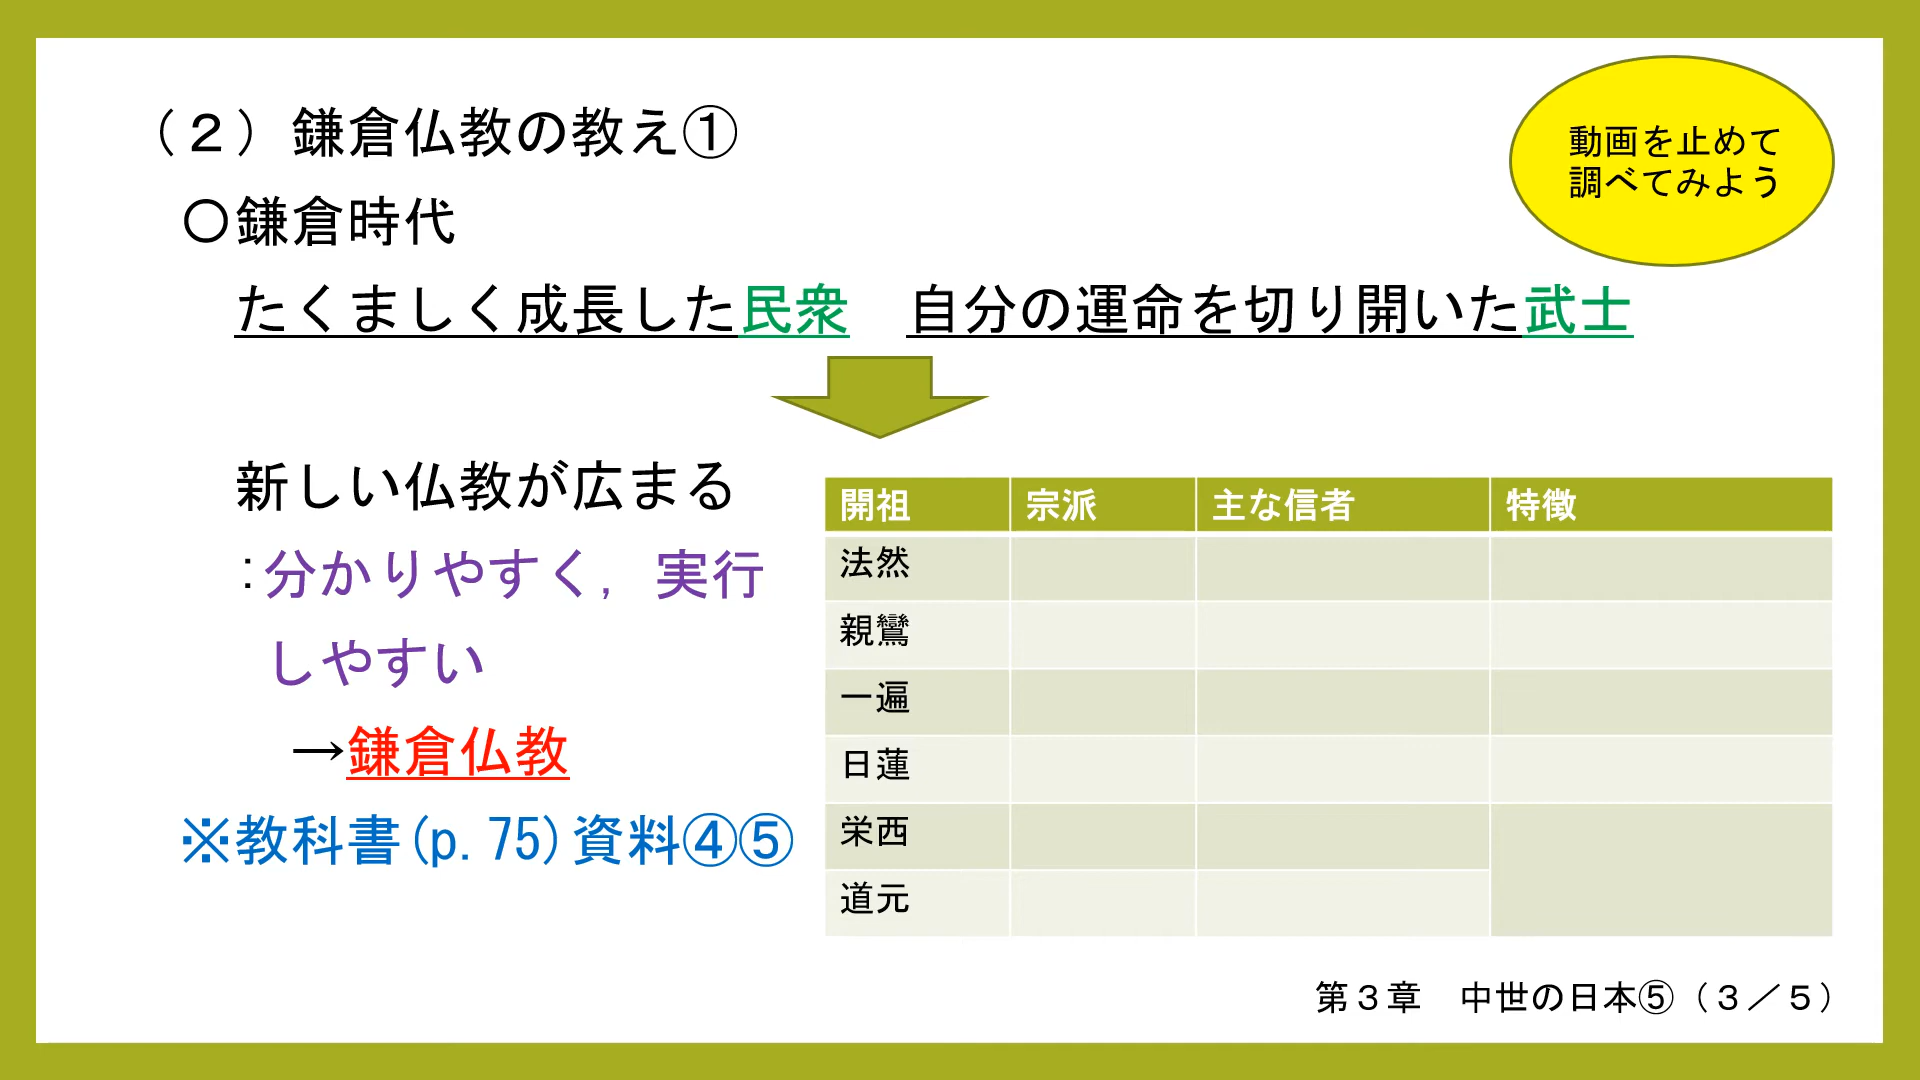 （２）鎌倉仏教の教え①
動画を止めて
調べてみよう
〇鎌倉時代
たくましく成長した民衆　自分の運命を切り開いた武士
新しい仏教が広まる
：分かりやすく，実行
しやすい
→鎌倉仏教
※教科書(p.75)資料④⑤
開祖　宗派　主な信者　特徴
法然
親鸞
一遍
日蓮
栄西
道元
第３章　中世の日本⑤（３／５）